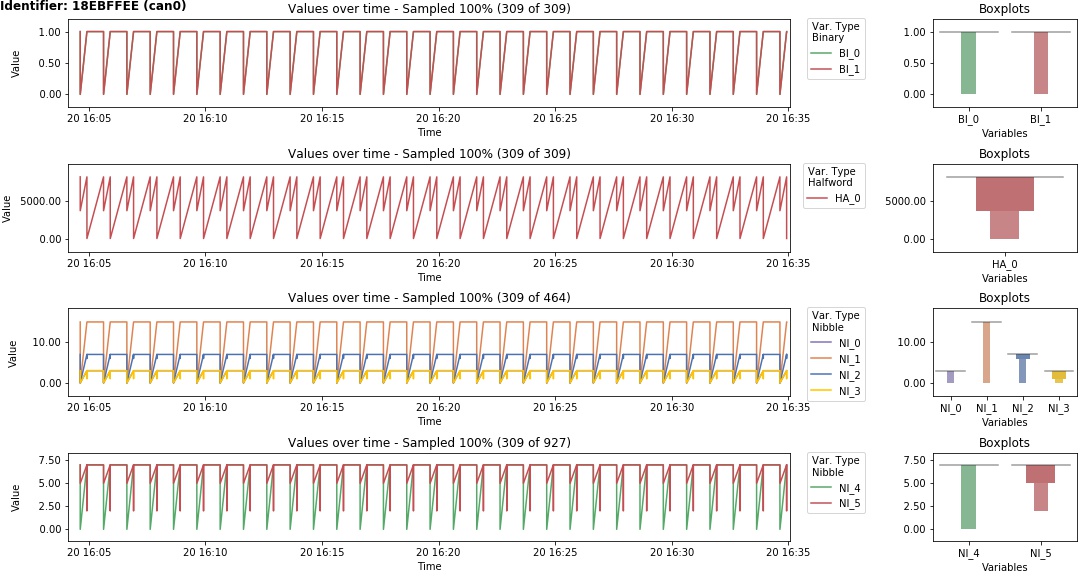 Identifier: 18EBFFEE (can0)
Values over time - Sampled 100% (309 of 309)
Boxplots
Value
1.00
0.50
0.00
20 16:05
20 16:10
20 16:15
20 16:20
20 16:25
20 16:30
20 16:35
Time
Var. Type
Binary
BI_0
BI_1
1.00
0.50
0.00
BI_0
BI_1
Variables
Values over time - Sampled 100% (309 of 309)
Boxplots
Value
5000.00
0.00
20 16:05
20 16:10
20 16:15
20 16:20
20 16:25
20 16:30
20 16:35
Time
Var. Type
Halfword
HA_0
5000.00
0.00
HA_0
Variables
Values over time - Sampled 100% (309 of 464)
Boxplots
Value
10.00
0.00
20 16:05
20 16:10
20 16:15
20 16:20
20 16:25
20 16:30
20 16:35
Time
Var. Type
Nibble
NI_0
NI_1
NI_2
NI_3
10.00
0.00
NI_0
NI_1
NI_2
NI_3
Variables
Values over time - Sampled 100% (309 of 927)
Boxplots
Value
7.50
5.00
2.50
0.00
20 16:05
20 16:10
20 16:15
20 16:20
20 16:25
20 16:30
20 16:35
Time
Var. Type
Nibble
NI_4
NI_5
7.50
5.00
2.50
0.00
NI_4
NI_5
Variables